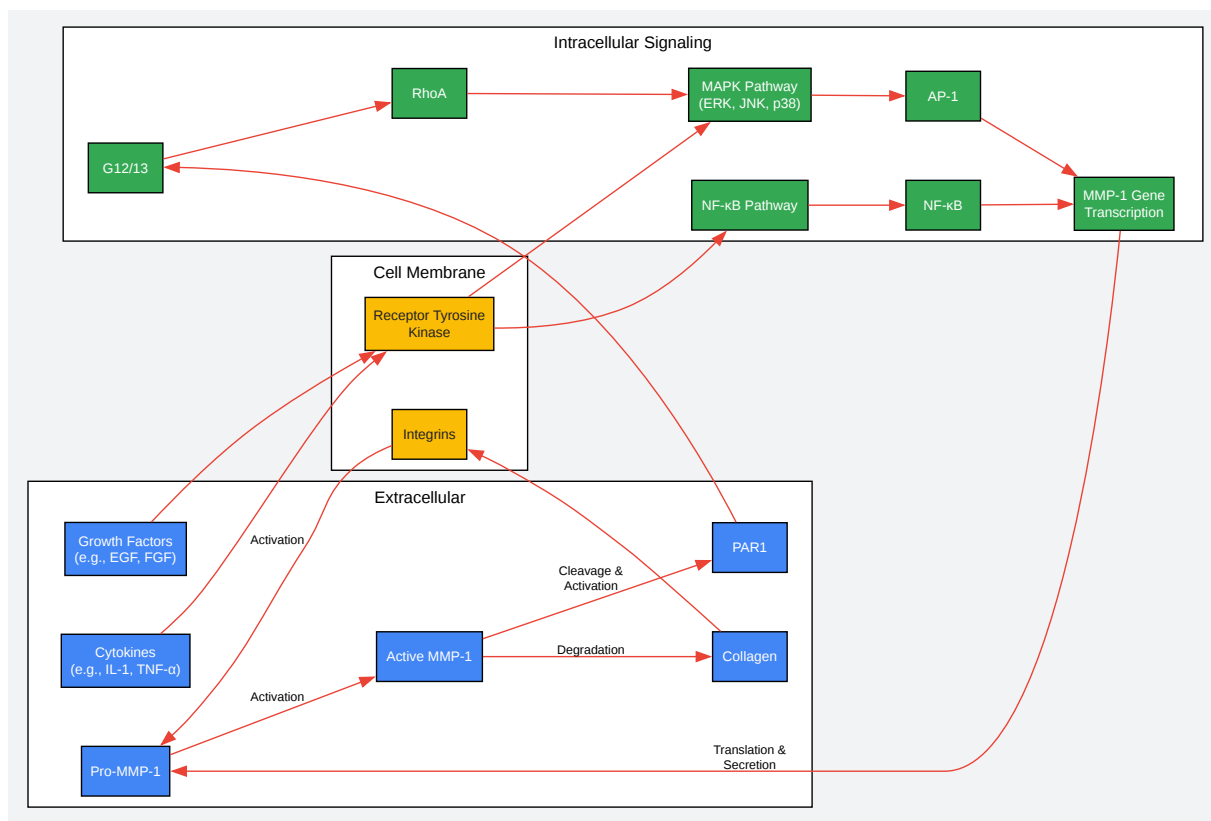 Intracellular Signaling
RhoA
MAPK Pathway
(ERK, JNK, p38)
AP-1
G12/13
NF-κB Pathway
NF-κB
MMP-1 Gene
Transcription
Cell Membrane
Receptor Tyrosine
Kinase
Integrins
Extracellular
Growth Factors
(e.g., EGF, FGF)
Activation
PAR1
Cleavage &
Activation
Cytokines
(e.g., IL-1, TNF-α)
Active MMP-1
Degradation
Collagen
Activation
Pro-MMP-1
Translation &
Secretion